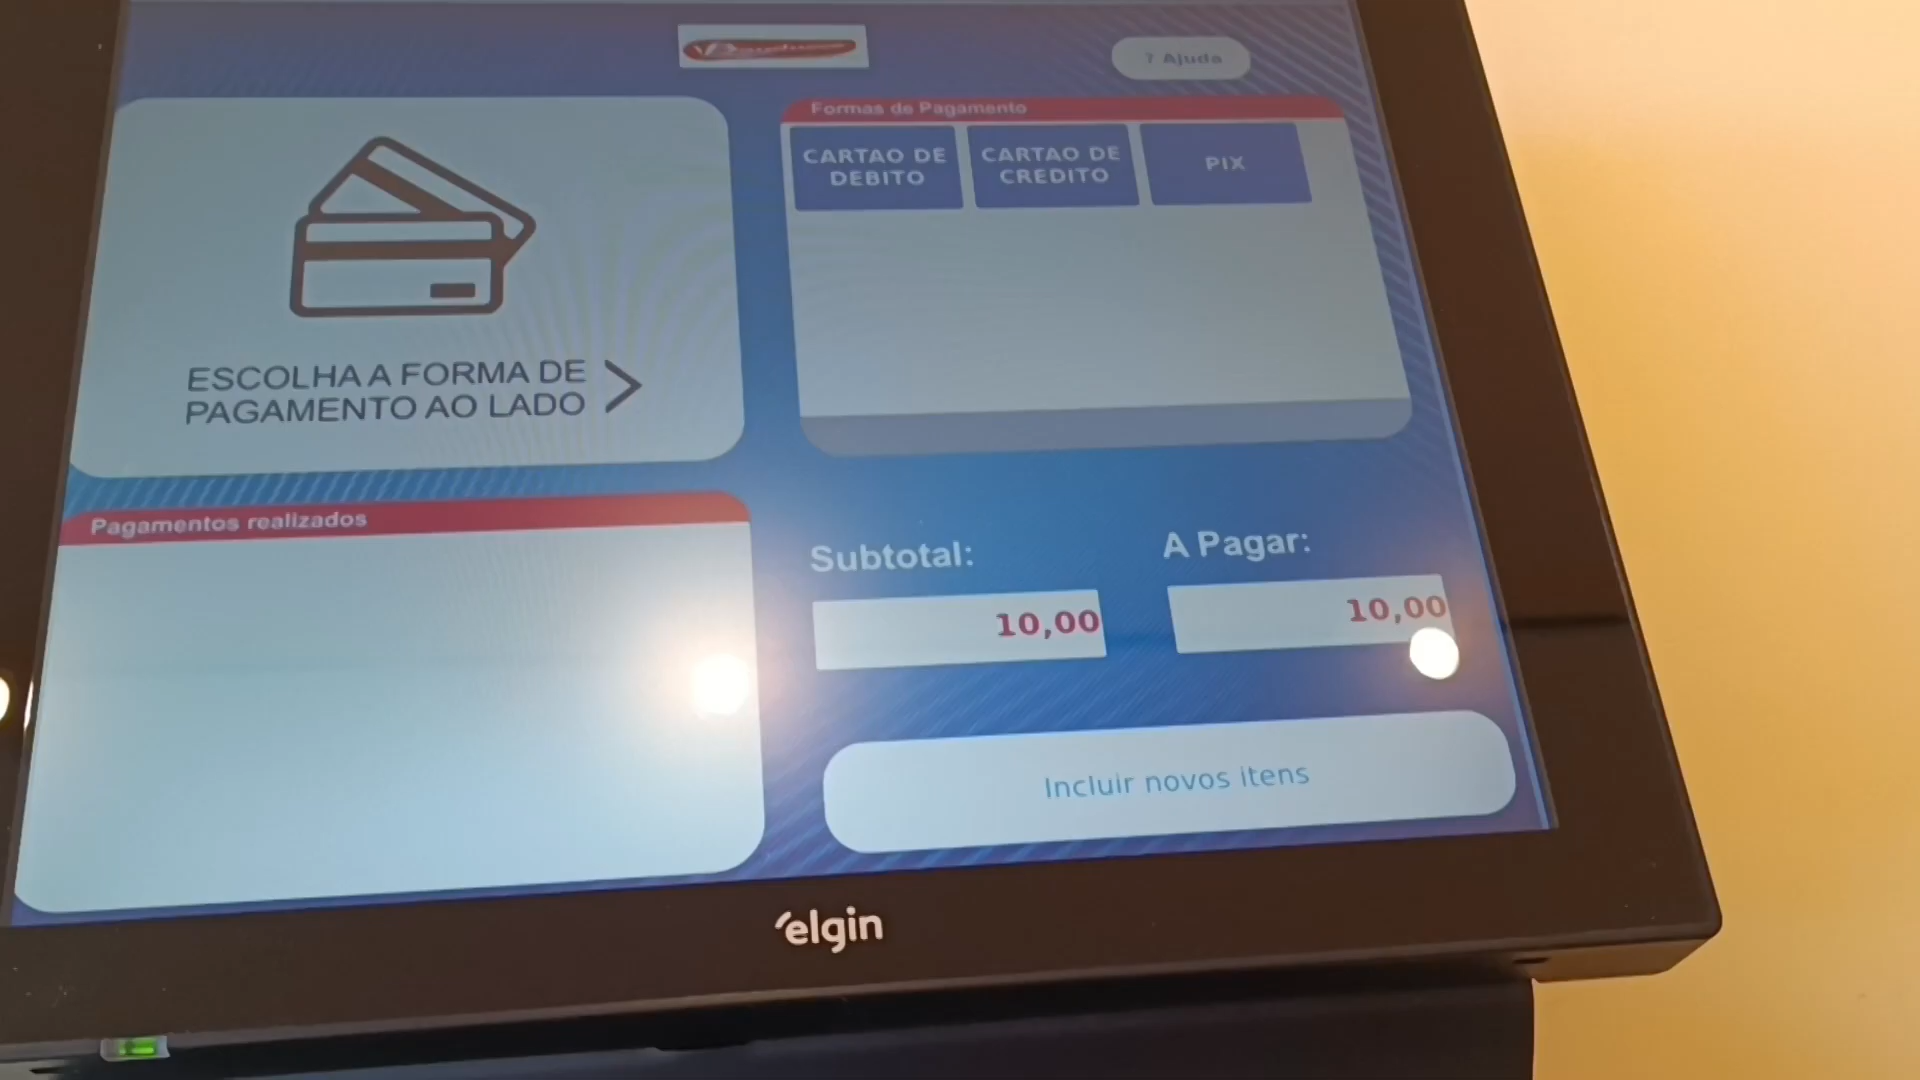 ? Ajuda
Formas de Pagamento
CARTAO DE
DEBITO
CARTAO DE
CREDITO
PIX
ESCOLHA A FORMA DE
PAGAMENTO AO LADO
Pagamentos realizados
Subtotal:
10,00
A Pagar:
10,00
Incluir novos itens
elgin